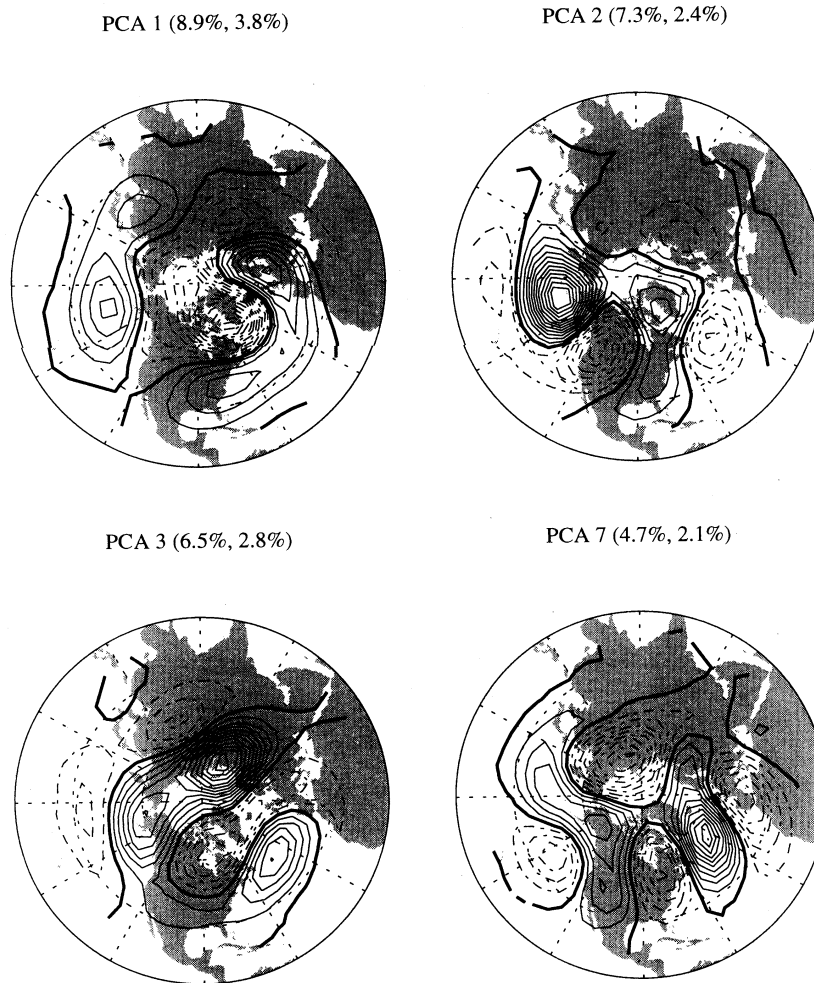 PCA 1 (8.9%, 3.8%)
PCA 2 (7.3%, 2.4%)
PCA 3 (6.5%, 2.8%)
PCA 7 (4.7%, 2.1%)